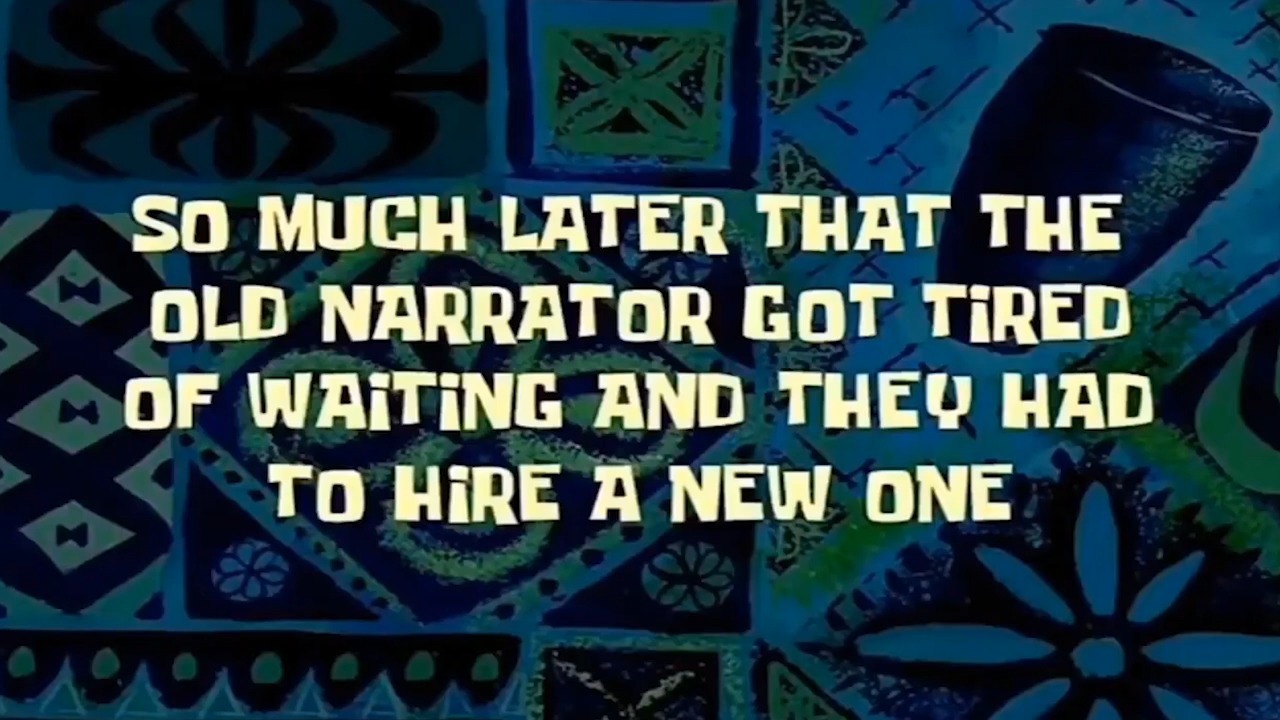 SO MUCH LATER THAT THE
OLD NARRATOR GOT TiRED
OF WAiTiNG AND THEY HAD
TO HiRE A NEW ONE